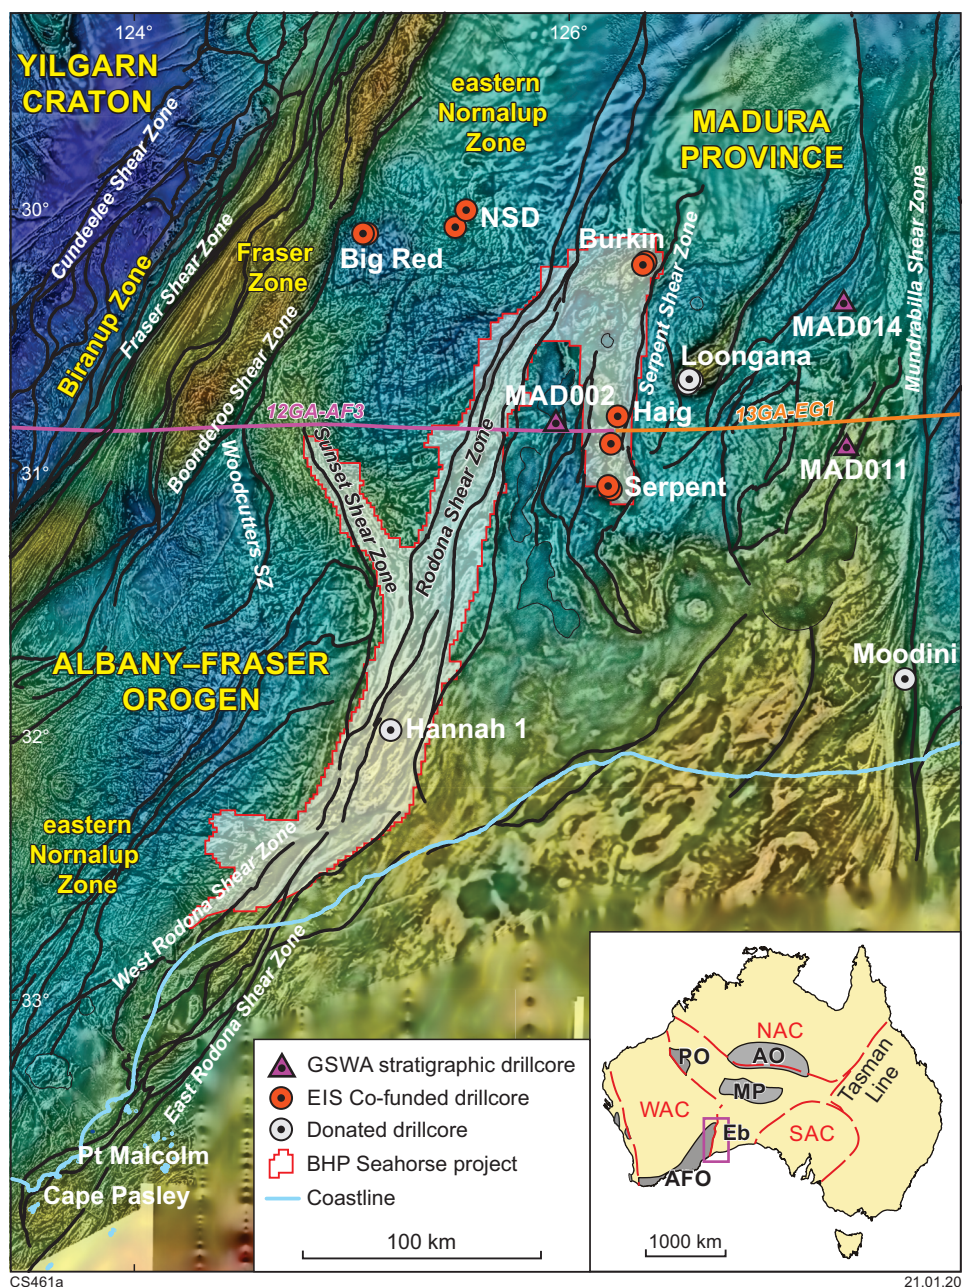 124°
126°
YILGARN
CRATON
eastern
Nornalup
Zone
MADURA
PROVINCE
Cundeelee Shear Zone
30°
NSD
Big Red
Burkin
Fraser
Zone
Biranup Zone
Fraser Shear Zone
Serpent Shear Zone
Mundrabilla Shear Zone
MAD014
Loongana
Boonderoo Shear Zone
MAD002
Haig
12GA-AF3
13GA-EG1
31°
Woodcutters SZ
Sunset Shear Zone
Rodona Shear Zone
MAD011
Serpent
ALBANY–FRASER
OROGEN
Moodini
32°
Hannah 1
eastern
Nornalup
Zone
West Rodona Shear Zone
33°
East Rodona Shear Zone
Pt Malcolm
Cape Pasley
GSWA stratigraphic drillcore
EIS Co-funded drillcore
Donated drillcore
BHP Seahorse project
Coastline
100 km
NAC
PO
AO
MP
Tasman
Line
WAC
Eb
SAC
AFO
1000 km
CS461a
21.01.20